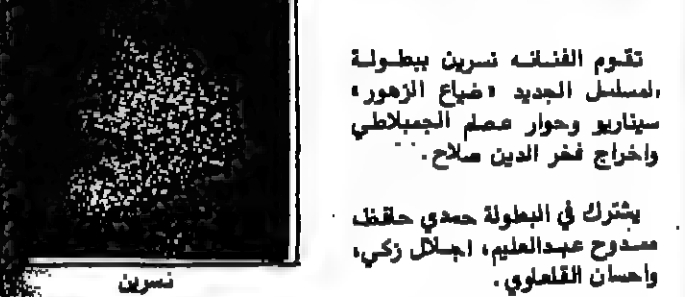 تقوم الفنانه نسرين ببطولة
المسلسل الجديد «ضياع الزهور»
سيناريو وحوار عصام الجمبلاطي
واخراج فخر الدين صلاح.
يشترك في البطولة حمدي حافظ،
ممدوح عبدالعليم، اجلال زكي،
واحسان القلعاوي.
نسرين